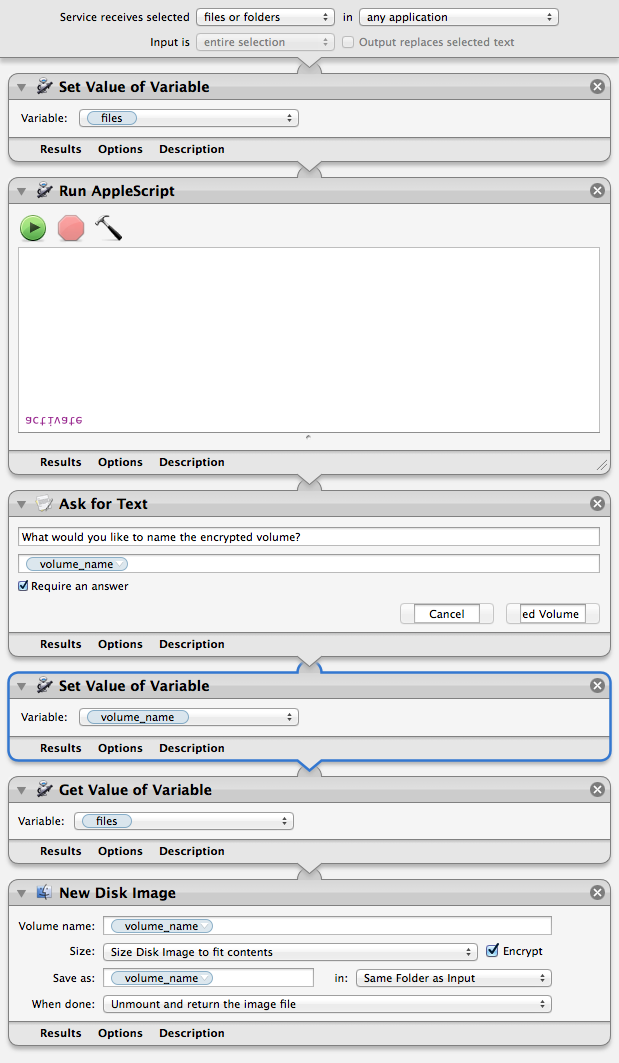 Service receives selected files or folders in any application
Input is entire selection Output replaces selected text
Set Value of Variable
Variable: files
Results Options Description
Run AppleScript
activate
Results Options Description
Ask for Text
What would you like to name the encrypted volume?
volume_name
Require an answer
Cancel ed Volume
Results Options Description
Set Value of Variable
Variable: volume_name
Results Options Description
Get Value of Variable
Variable: files
Results Options Description
New Disk Image
Volume name: volume_name
Size: Size Disk Image to fit contents Encrypt
Save as: volume_name in: Same Folder as Input
When done: Unmount and return the image file
Results Options Description